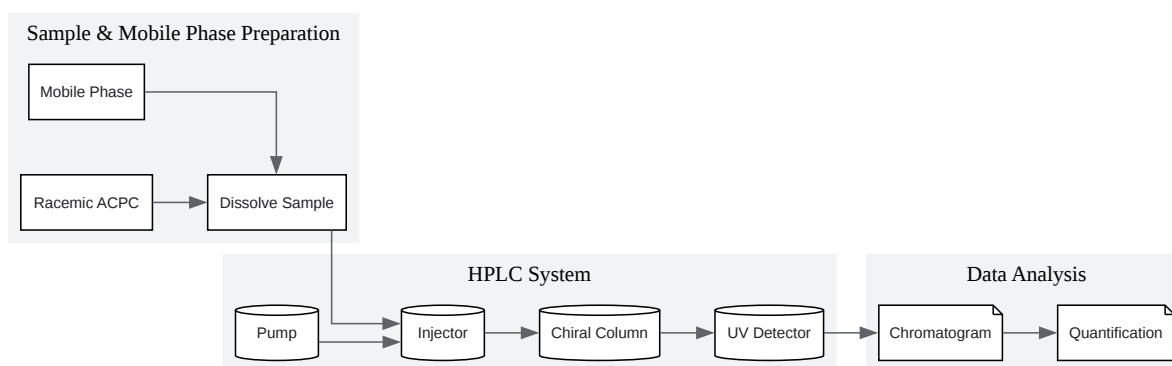 Sample & Mobile Phase Preparation
Mobile Phase
Racemic ACPC
Dissolve Sample
HPLC System
Pump
Injector
Chiral Column
UV Detector
Data Analysis
Chromatogram
Quantification